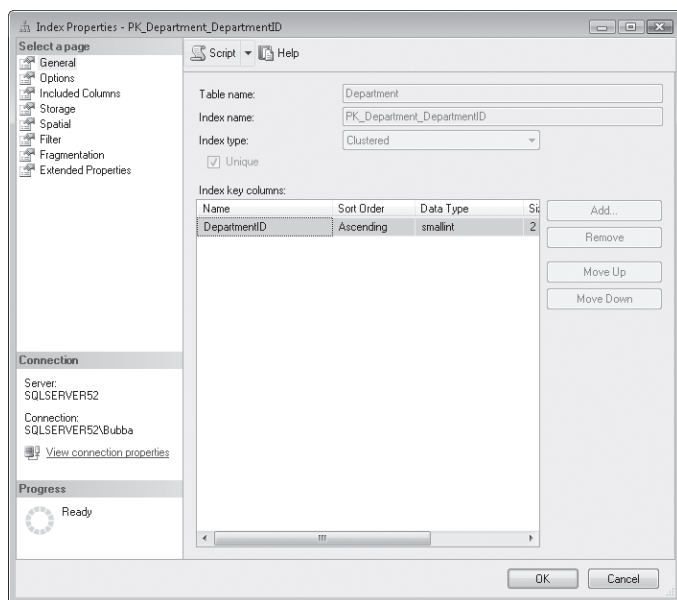 Index Properties - PK_Department_DepartmentID
Select a page
General
Options
Included Columns
Storage
Spatial
Filter
Fragmentation
Extended Properties
Script
Help
Table name:
Department
Index name:
PK_Department_DepartmentID
Index type:
Clustered
Unique
Index key columns:
Name Sort Order Data Type Siz
DepartmentID Ascending smallint 2
Add...
Remove
Move Up
Move Down
Connection
Server:
SQLSERVER52
Connection:
SQLSERVER52\Bubba
View connection properties
Progress
Ready
OK
Cancel